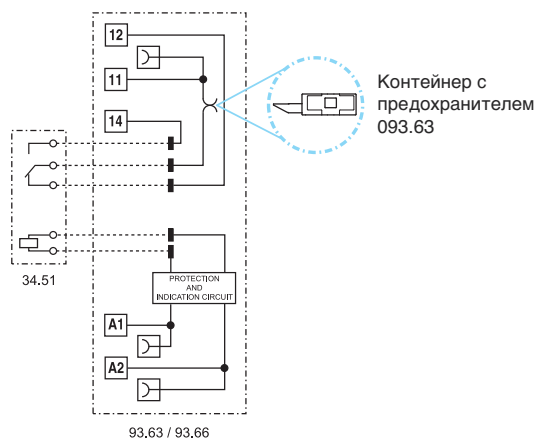 12
11
14
Контейнер с
предохранителем
093.63
34.51
PROTECTION
AND
INDICATION CIRCUIT
A1
A2
93.63 / 93.66